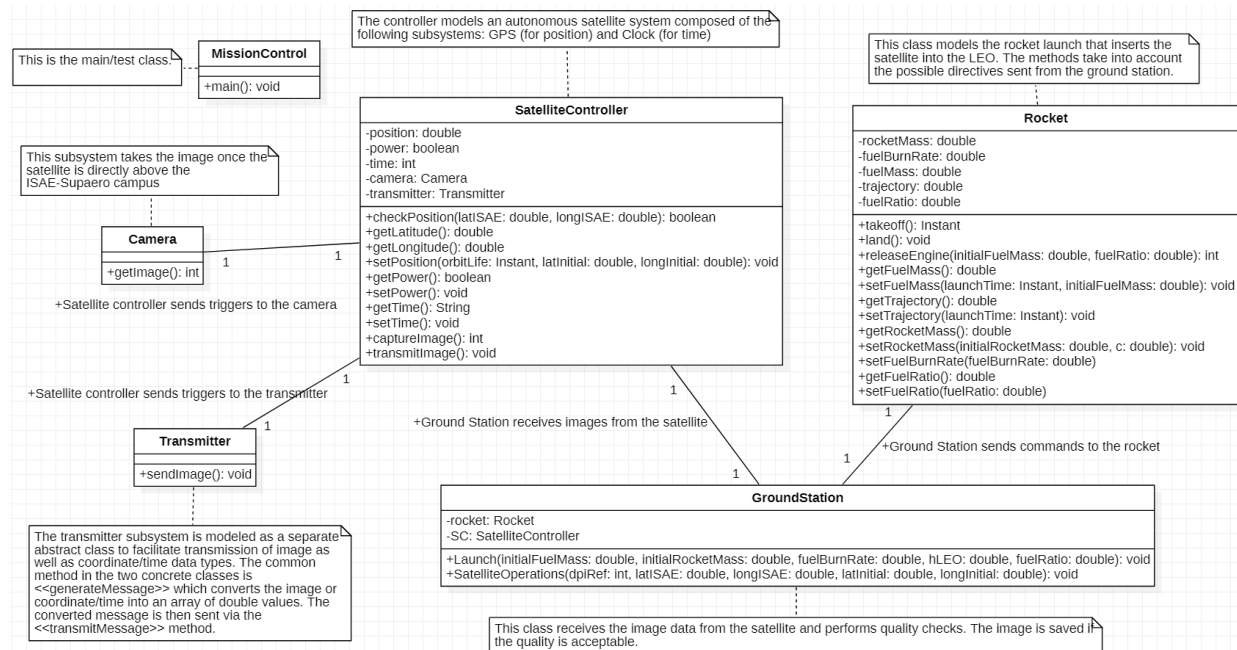 The controller models an autonomous satellite system composed of the
following subsystems: GPS (for position) and Clock (for time)
This is the main/test class.
MissionControl
+main(): void
This class models the rocket launch that inserts the
satellite into the LEO. The methods take into account
the possible directives sent from the ground station.
SatelliteController
-position: double
-power: boolean
-time: int
-camera: Camera
-transmitter: Transmitter
+checkPosition(latISAE: double, longISAE: double): boolean
+getLatitude(): double
+getLongitude(): double
+setPosition(orbitLife: Instant, latInitial: double, longInitial: double): void
+getPower(): boolean
+setPower(): void
+getTime(): String
+setTime(): void
+captureImage(): int
+transmitImage(): void
Rocket
-rocketMass: double
-fuelBurnRate: double
-fuelMass: double
-trajectory: double
-fuelRatio: double
+takeoff(): Instant
+land(): void
+releaseEngine(initialFuelMass: double, fuelRatio: double): int
+getFuelMass(): double
+setFuelMass(launchTime: Instant, initialFuelMass: double): void
+getTrajectory(): double
+setTrajectory(launchTime: Instant): void
+getRocketMass(): double
+setRocketMass(initialRocketMass: double, c: double): void
+setFuelBurnRate(fuelBurnRate: double)
+getFuelRatio(): double
+setFuelRatio(fuelRatio: double)
This subsystem takes the image once the
satellite is directly above the
ISAE-Supaero campus
Camera
+getImage(): int
1
1
+Satellite controller sends triggers to the camera
1
+Satellite controller sends triggers to the transmitter
1
Transmitter
+sendImage(): void
1
+Ground Station receives images from the satellite
1
1
+Ground Station sends commands to the rocket
1
GroundStation
-rocket: Rocket
-SC: SatelliteController
+Launch(initialFuelMass: double, initialRocketMass: double, fuelBurnRate: double, hLEO: double, fuelRatio: double): void
+SatelliteOperations(dpiRef: int, latISAE: double, longISAE: double, latInitial: double, longInitial: double): void
The transmitter subsystem is modeled as a separate
abstract class to facilitate transmission of image as
well as coordinate/time data types. The common
method in the two concrete classes is
<<generateMessage>> which converts the image or
coordinate/time into an array of double values. The
converted message is then sent via the
<<transmitMessage>> method.
This class receives the image data from the satellite and performs quality checks. The image is saved if
the quality is acceptable.